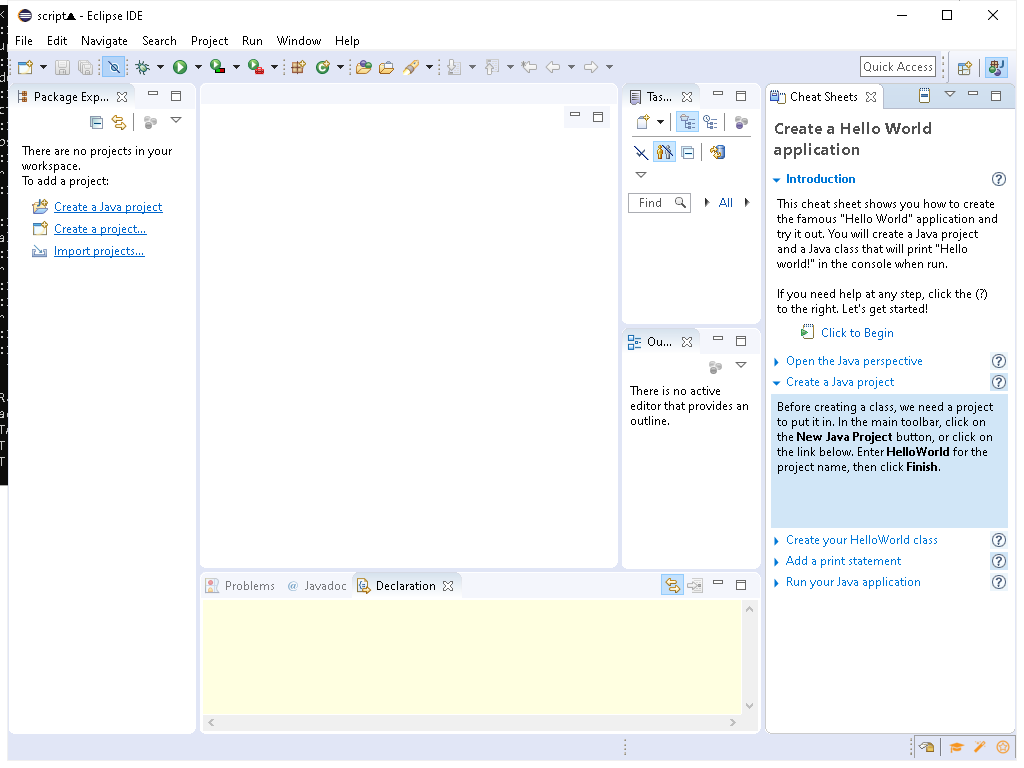 script▲ - Eclipse IDE
File Edit Navigate Search Project Run Window Help
Quick Access
Package Exp...
There are no projects in your
workspace.
To add a project:
Create a Java project
Create a project...
Import projects...
Tas...
Find
All
Ou...
There is no active
editor that provides an
outline.
Problems @ Javadoc Declaration
Cheat Sheets
Create a Hello World
application
Introduction
This cheat sheet shows you how to create
the famous "Hello World" application and
try it out. You will create a Java project
and a Java class that will print "Hello
world!" in the console when run.
If you need help at any step, click the (?)
to the right. Let's get started!
Click to Begin
Open the Java perspective
Create a Java project
Before creating a class, we need a project
to put it in. In the main toolbar, click on
the New Java Project button, or click on
the link below. Enter HelloWorld for the
project name, then click Finish.
Create your HelloWorld class
Add a print statement
Run your Java application